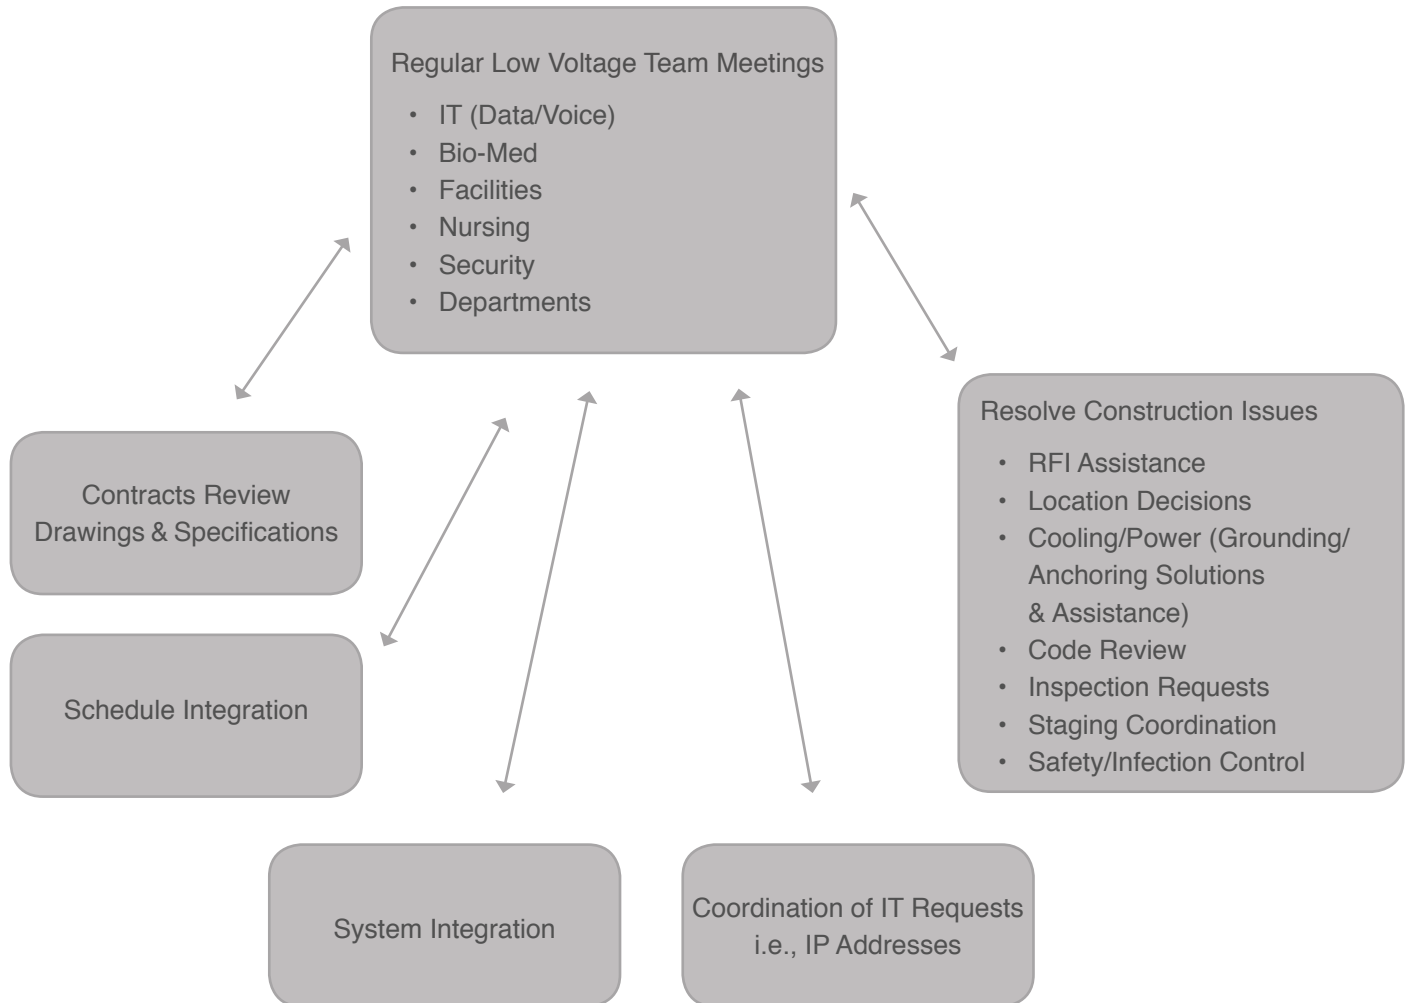 Regular Low Voltage Team Meetings
• IT (Data/Voice)
• Bio-Med
• Facilities
• Nursing
• Security
• Departments
Contracts Review
Drawings & Specifications
Schedule Integration
System Integration
Coordination of IT Requests
i.e., IP Addresses
Resolve Construction Issues
• RFI Assistance
• Location Decisions
• Cooling/Power (Grounding/
Anchoring Solutions
& Assistance)
• Code Review
• Inspection Requests
• Staging Coordination
• Safety/Infection Control